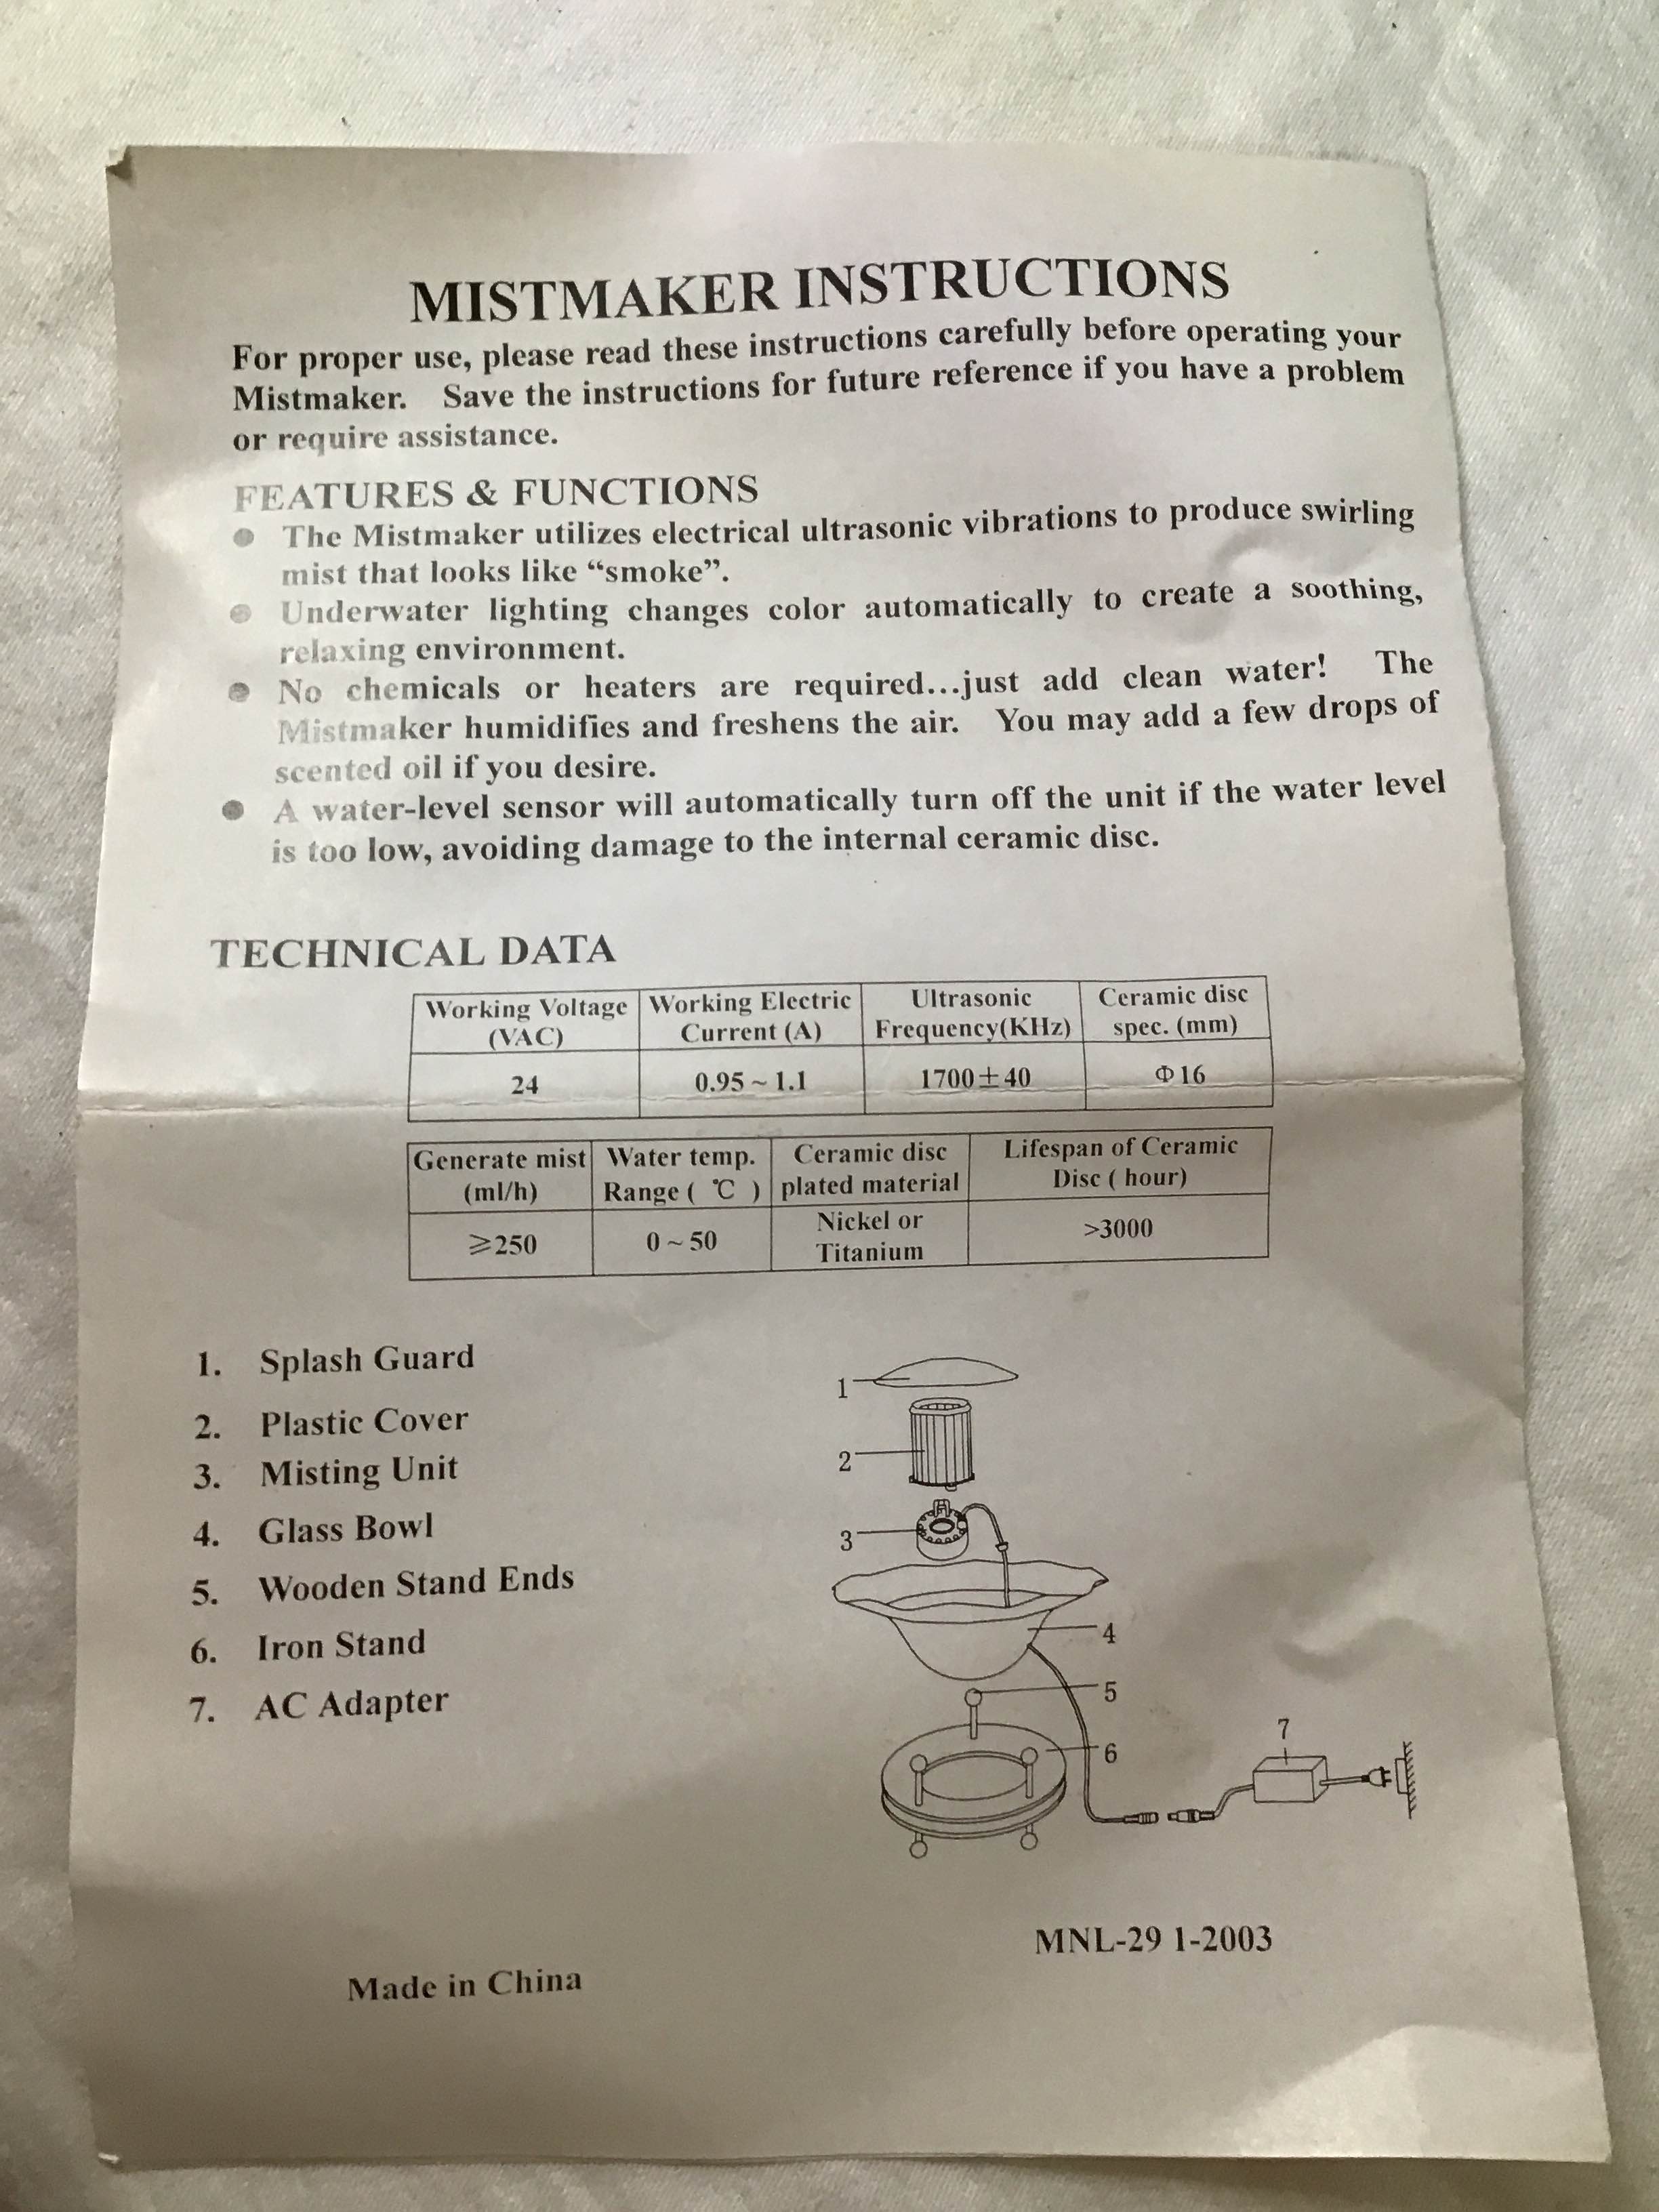 MISTMAKER INSTRUCTIONS
For proper use, please read these instructions carefully before operating your
Mistmaker. Save the instructions for future reference if you have a problem
or require assistance.
FEATURES & FUNCTIONS
● The Mistmaker utilizes electrical ultrasonic vibrations to produce swirling
mist that looks like “smoke”.
● Underwater lighting changes color automatically to create a soothing,
relaxing environment.
● No chemicals or heaters are required...just add clean water! The
Mistmaker humidifies and freshens the air. You may add a few drops of
scented oil if you desire.
● A water-level sensor will automatically turn off the unit if the water level
is too low, avoiding damage to the internal ceramic disc.
TECHNICAL DATA
Working Voltage Working Electric Ultrasonic Ceramic disc
(VAC) Current (A) Frequency(KHz) spec. (mm)
24 0.95 ~ 1.1 1700±40 Φ16
Generate mist Water temp. Ceramic disc Lifespan of Ceramic
(ml/h) Range ( ℃ ) plated material Disc ( hour)
≥250 0 ~ 50 Nickel or >3000
Titanium
1. Splash Guard
2. Plastic Cover
3. Misting Unit
4. Glass Bowl
5. Wooden Stand Ends
6. Iron Stand
7. AC Adapter
1
2
3
4
5
6
7
MNL-29 1-2003
Made in China